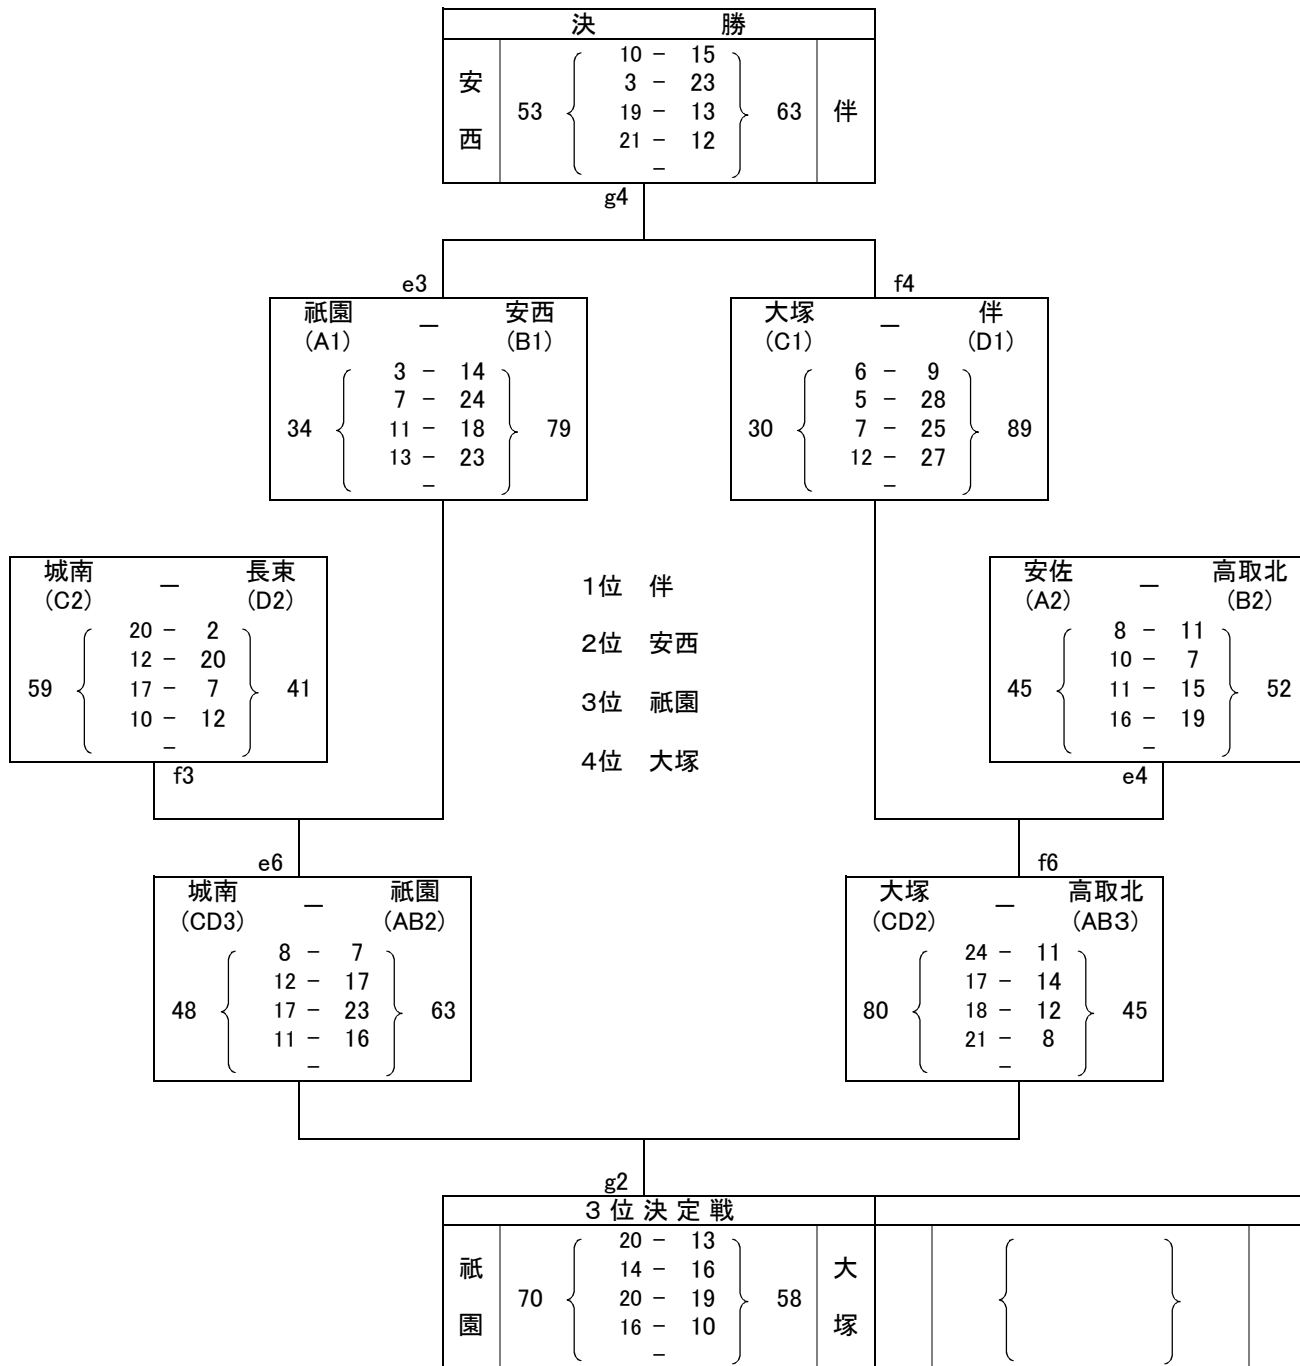 決 勝
安西 53 10 - 15 63 伴
3 - 23
19 - 13
21 - 12
-
g4
e3 f4
祇園 - 安西
(A1) (B1)
3 - 14
7 - 24
34 11 - 18 79
13 - 23
-
大塚 - 伴
(C1) (D1)
6 - 9
5 - 28
30 7 - 25 89
12 - 27
-
城南 - 長束
(C2) (D2)
20 - 2
12 - 20
59 17 - 7 41
10 - 12
-
f3
1位 伴
2位 安西
3位 祇園
4位 大塚
安佐 - 高取北
(A2) (B2)
8 - 11
10 - 7
45 11 - 15 52
16 - 19
-
e4
e6
城南 - 祇園
(CD3) (AB2)
8 - 7
12 - 17
48 17 - 23 63
11 - 16
-
f6
大塚 - 高取北
(CD2) (AB3)
24 - 11
17 - 14
80 18 - 12 45
21 - 8
-
g2
3位決定戦
祇園 70 20 - 13 58 大塚
14 - 16
20 - 19
16 - 10
-